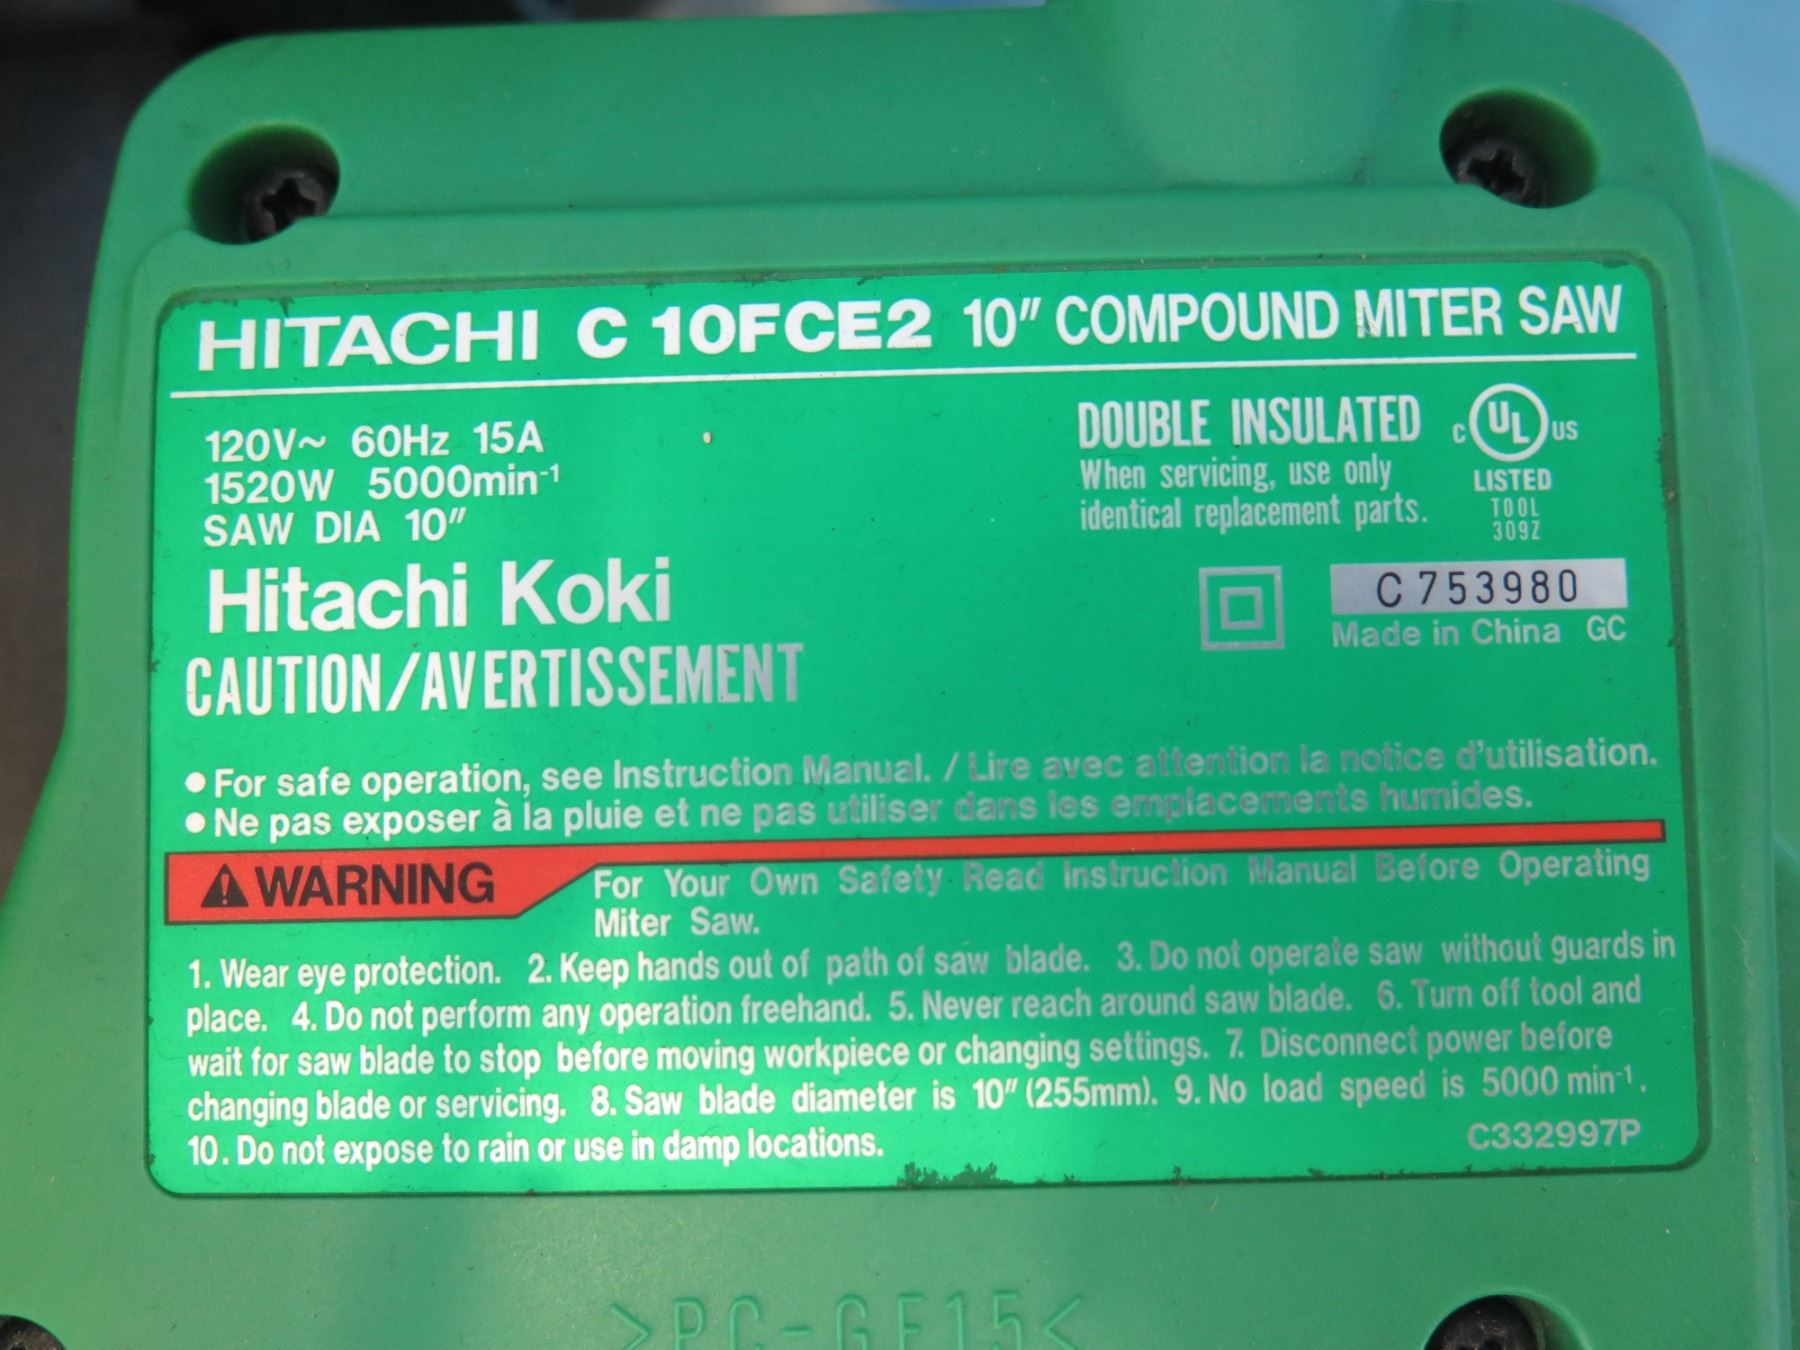 HITACHI C 10FCE2 10" COMPOUND MITER SAW
120V~ 60Hz 15A
1520W 5000min-1
SAW DIA 10"
DOUBLE INSULATED
When servicing, use only
identical replacement parts.
C UL US
LISTED
TOOL
309Z
Hitachi Koki
C753980
Made in China GC
CAUTION/AVERTISSEMENT
● For safe operation, see Instruction Manual. / Lire avec attention la notice d'utilisation.
● Ne pas exposer à la pluie et ne pas utiliser dans les emplacements humides.
WARNING
For Your Own Safety Read Instruction Manual Before Operating
Miter Saw.
1. Wear eye protection. 2. Keep hands out of path of saw blade. 3. Do not operate saw without guards in
place. 4. Do not perform any operation freehand. 5. Never reach around saw blade. 6. Turn off tool and
wait for saw blade to stop before moving workpiece or changing settings. 7. Disconnect power before
changing blade or servicing. 8. Saw blade diameter is 10" (255mm). 9. No load speed is 5000 min-1.
10. Do not expose to rain or use in damp locations.
C332997P
>PC-GF15<